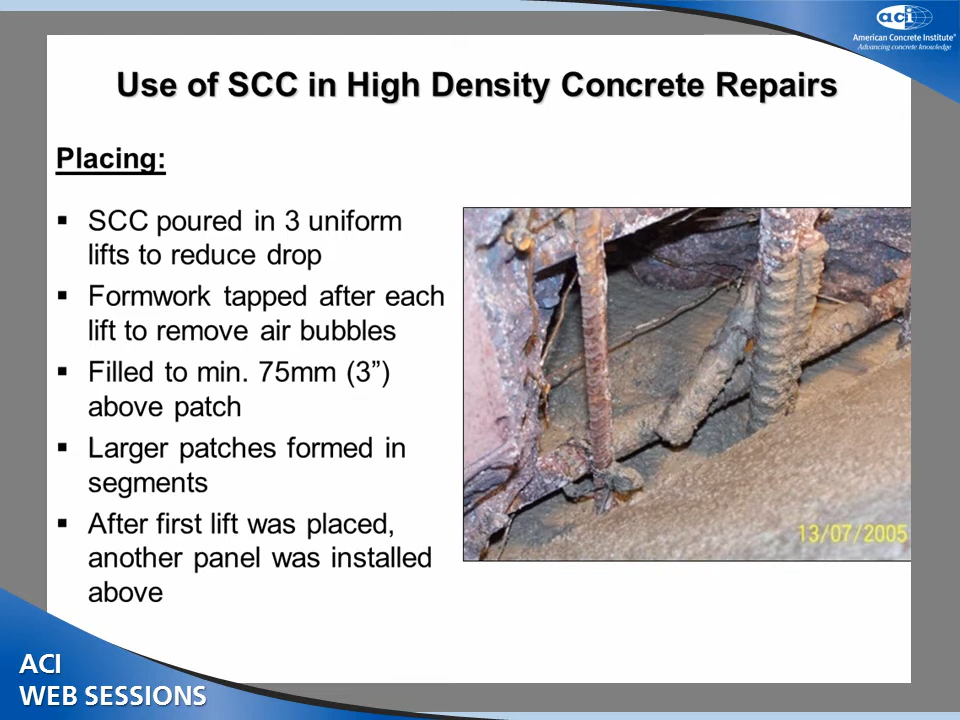 aci
American Concrete Institute®
Advancing concrete knowledge
Use of SCC in High Density Concrete Repairs
Placing:
▪ SCC poured in 3 uniform
lifts to reduce drop
▪ Formwork tapped after each
lift to remove air bubbles
▪ Filled to min. 75mm (3”)
above patch
▪ Larger patches formed in
segments
▪ After first lift was placed,
another panel was installed
above
13/07/2005
ACI
WEB SESSIONS